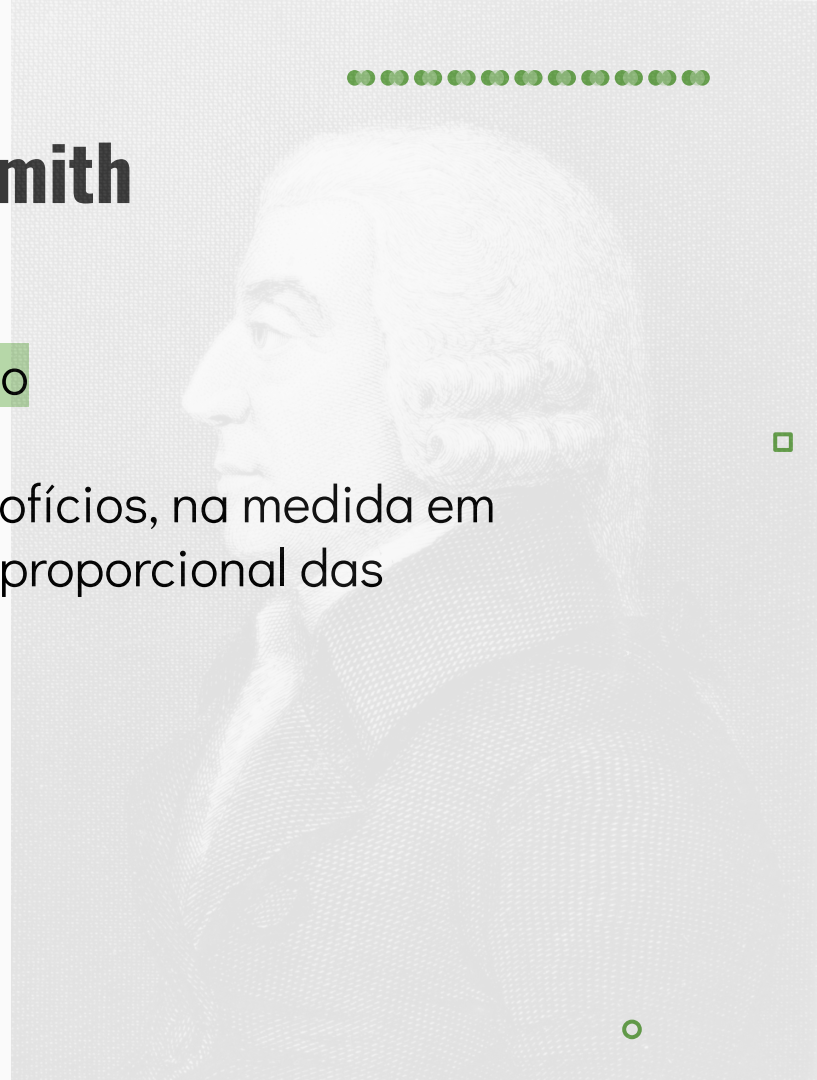 mith
o
ofícios, na medida em
proporcional das